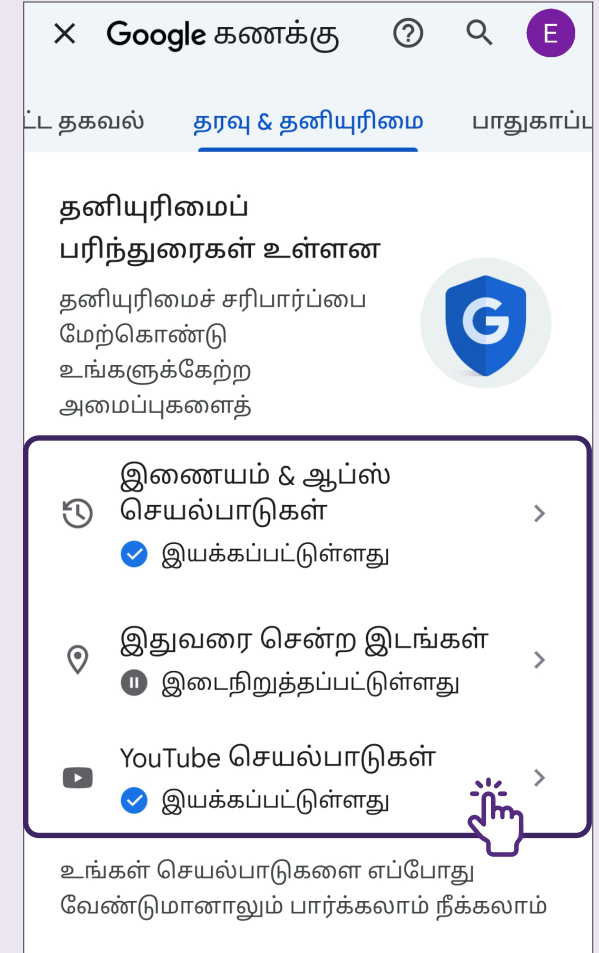 Google கணக்கு
E
ட்ட தகவல் தரவு & தனியுரிமை பாதுகாப்
தனியுரிமைப்
பரிந்துரைகள் உள்ளன
தனியுரிமைச் சரிபார்ப்பை
மேற்கொண்டு
உங்களுக்கேற்ற
அமைப்புகளைத்
G
இணையம் & ஆப்ஸ்
செயல்பாடுகள்
இயக்கப்பட்டுள்ளது
இதுவரை சென்ற இடங்கள்
இடைநிறுத்தப்பட்டுள்ளது
YouTube செயல்பாடுகள்
இயக்கப்பட்டுள்ளது
உங்கள் செயல்பாடுகளை எப்போது
வேண்டுமானாலும் பார்க்கலாம் நீக்கலாம்